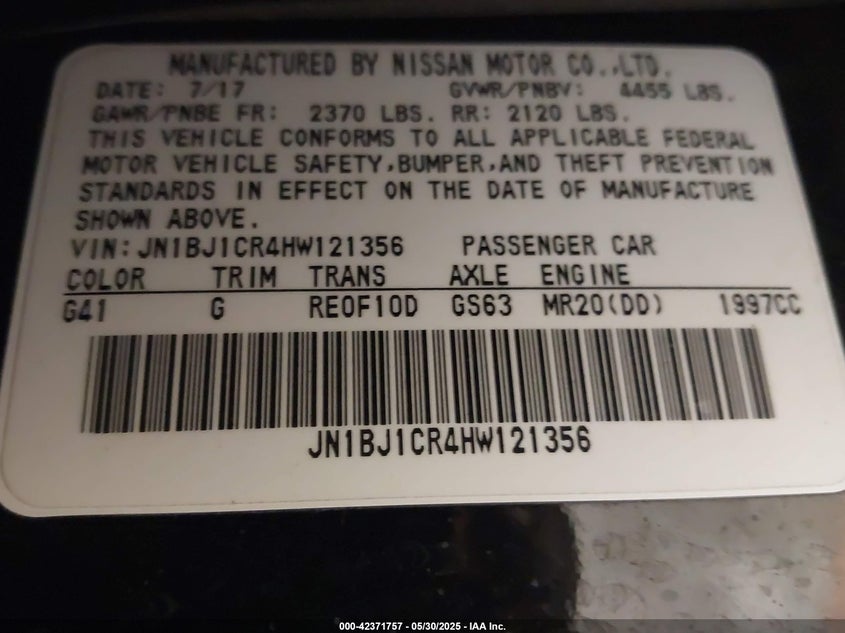 MANUFACTURED BY NISSAN MOTOR CO.,LTD.
DATE: 7/17 GVWR/PNBV: 4455 LBS.
GAWR/PNBE FR: 2370 LBS. RR: 2120 LBS.
THIS VEHICLE CONFORMS TO ALL APPLICABLE FEDERAL
MOTOR VEHICLE SAFETY,BUMPER,AND THEFT PREVENTION
STANDARDS IN EFFECT ON THE DATE OF MANUFACTURE
SHOWN ABOVE.
VIN:JN1BJ1CR4HW121356 PASSENGER CAR
COLOR TRIM TRANS AXLE ENGINE
G41 G RE0F10D GS63 MR20(DD) 1997CC
JN1BJ1CR4HW121356
000-42371757 - 05/30/2025 - IAA Inc.